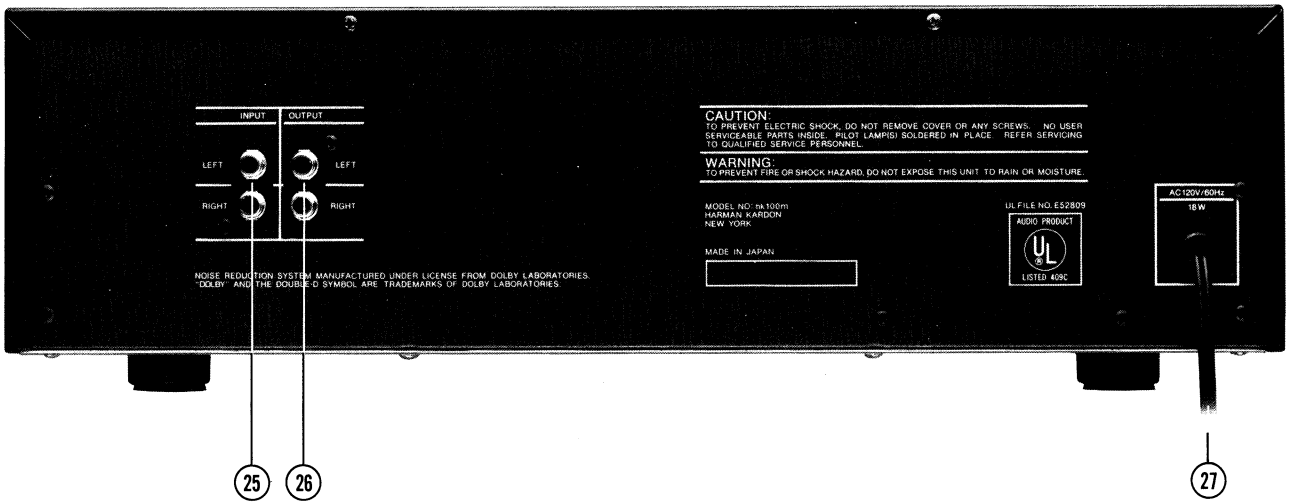 INPUT OUTPUT
LEFT LEFT
RIGHT RIGHT
NOISE REDUCTION SYSTEM MANUFACTURED UNDER LICENSE FROM DOLBY LABORATORIES.
"DOLBY" AND THE DOUBLE-D SYMBOL ARE TRADEMARKS OF DOLBY LABORATORIES.
CAUTION:
TO PREVENT ELECTRIC SHOCK, DO NOT REMOVE COVER OR ANY SCREWS. NO USER
SERVICEABLE PARTS INSIDE. PILOT LAMP(S) SOLDERED IN PLACE. REFER SERVICING
TO QUALIFIED SERVICE PERSONNEL.
WARNING:
TO PREVENT FIRE OR SHOCK HAZARD, DO NOT EXPOSE THIS UNIT TO RAIN OR MOISTURE.
MODEL NO: hk100m
HARMAN KARDON
NEW YORK
MADE IN JAPAN
UL FILE NO. E52809
AUDIO PRODUCT
UL ®
LISTED 409C
AC 120V/60Hz
18W
25 26 27